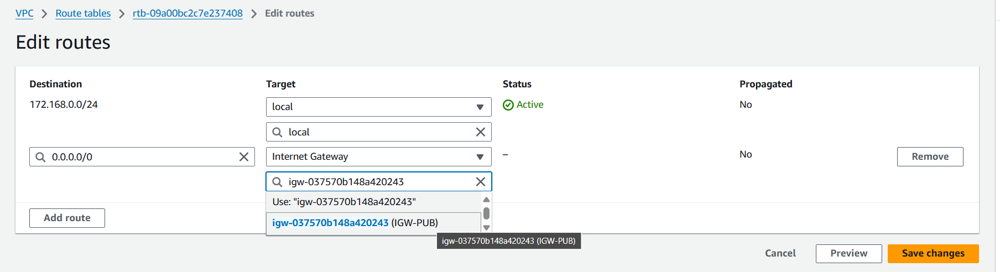 VPC > Route tables > rtb-09a00bc2c7e237408 > Edit routes
Edit routes
Destination Target Status Propagated
172.168.0.0/24 local Active No
local
0.0.0.0/0 Internet Gateway – No Remove
igw-037570b148a420243
Use: "igw-037570b148a420243"
Add route igw-037570b148a420243 (IGW-PUB)
igw-037570b148a420243 (IGW-PUB)
Cancel Preview Save changes